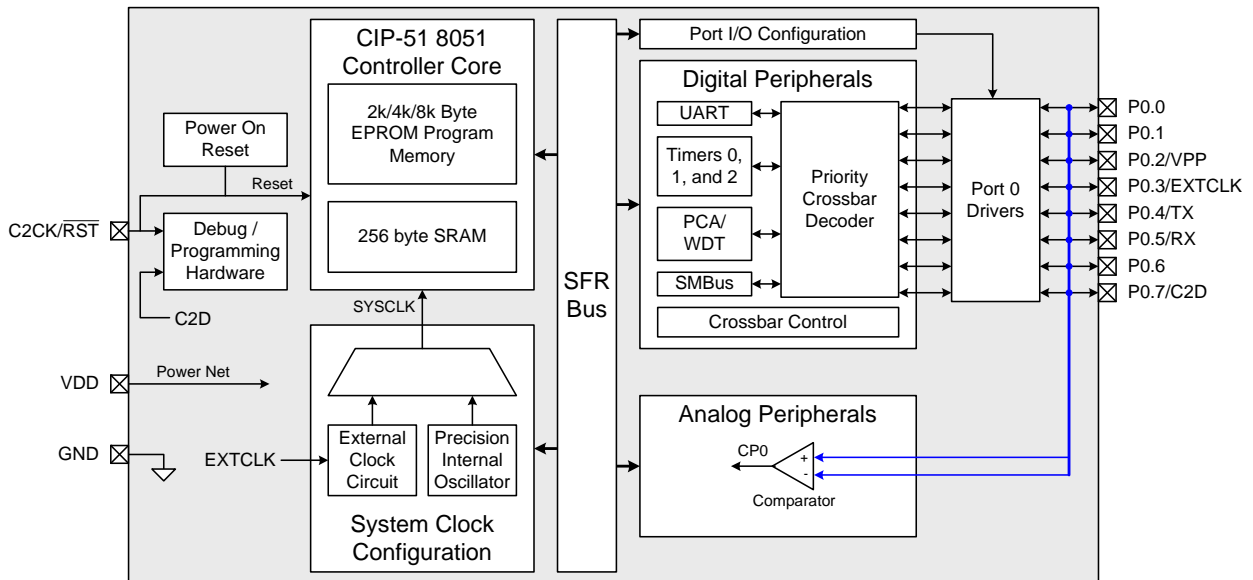 CIP-51 8051
Controller Core
2k/4k/8k Byte
EPROM Program
Memory
256 byte SRAM
Power On
Reset
Reset
C2CK/RST
Debug /
Programming
Hardware
C2D
VDD
Power Net
GND
SYSCLK
EXTCLK
External
Clock
Circuit
Precision
Internal
Oscillator
System Clock
Configuration
SFR
Bus
Port I/O Configuration
Digital Peripherals
UART
Timers 0,
1, and 2
PCA/
WDT
SMBus
Priority
Crossbar
Decoder
Crossbar Control
Port 0
Drivers
P0.0
P0.1
P0.2/VPP
P0.3/EXTCLK
P0.4/TX
P0.5/RX
P0.6
P0.7/C2D
Analog Peripherals
CP0
+
-
Comparator